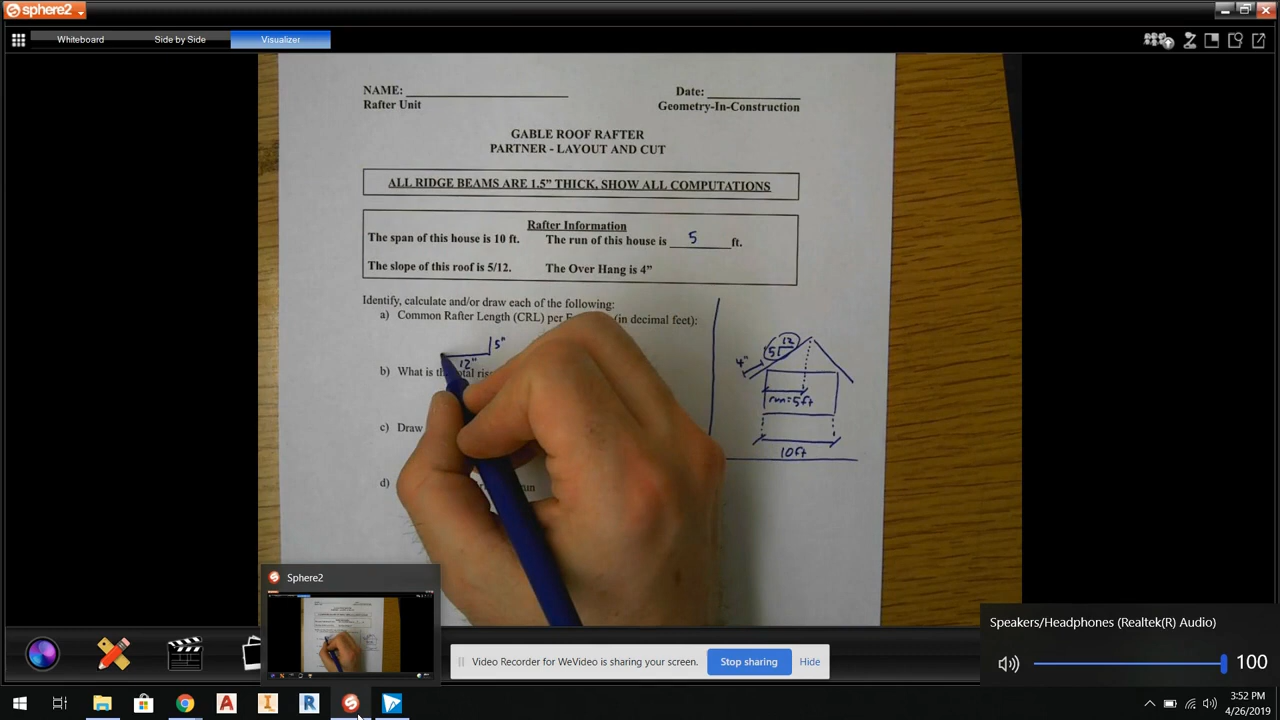 sphere2
Whiteboard Side by Side Visualizer
NAME: Date:
Rafter Unit Geometry-In-Construction
GABLE ROOF RAFTER
PARTNER - LAYOUT AND CUT
ALL RIDGE BEAMS ARE 1.5” THICK, SHOW ALL COMPUTATIONS
Rafter Information
The span of this house is 10 ft. The run of this house is 5 ft.
The slope of this roof is 5/12. The Over Hang is 4”
Identify, calculate and/or draw each of the following:
a) Common Rafter Length (CRL) per (in decimal feet):
5"
12"
b) What is the total
c) Draw
d) run
12
5
4"
run=5ft
10ft
Sphere2
Speakers/Headphones (Realtek(R) Audio)
100
Video Recorder for WeVideo is sharing your screen. Stop sharing Hide
3:52 PM
4/26/2019